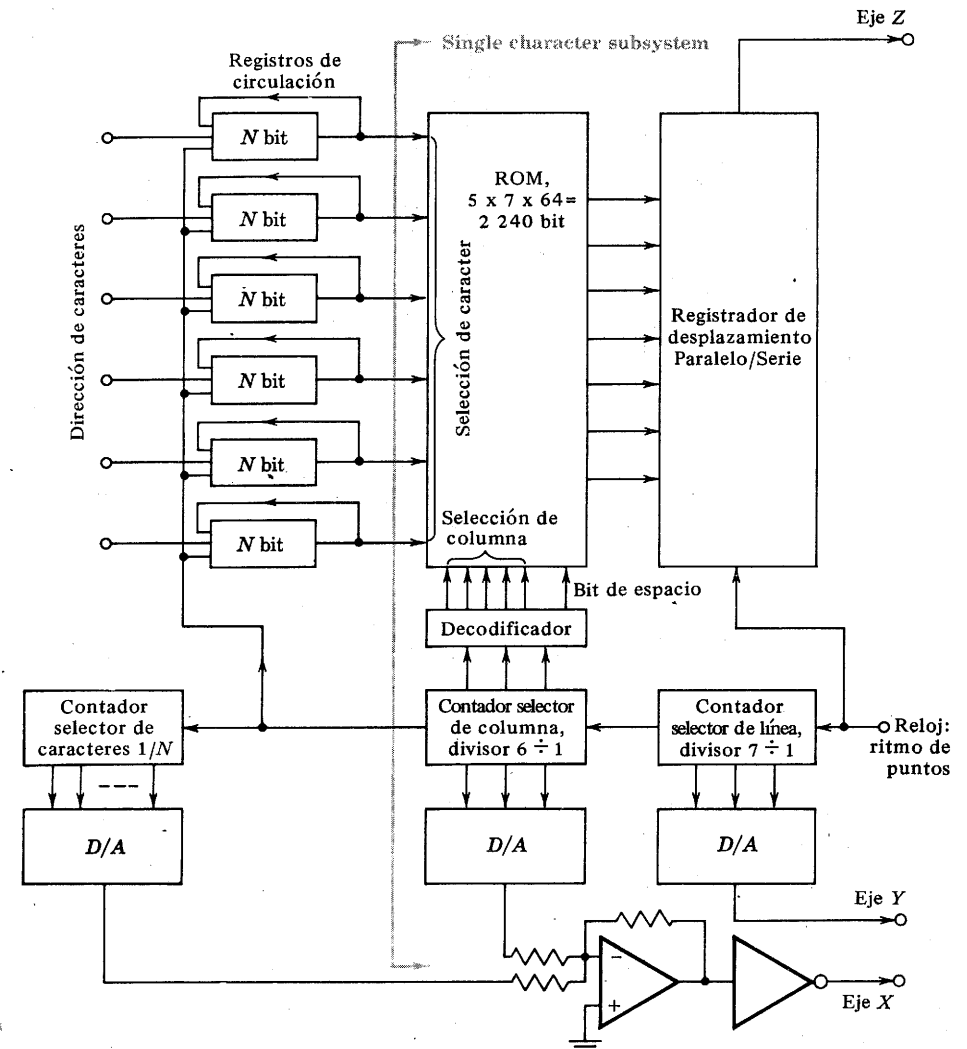 Eje Z
Single character subsystem
Registros de
circulación
N bit
ROM,
5 x 7 x 64=
2 240 bit
N bit
Dirección de caracteres
N bit
Selección de caracter
Registrador de
desplazamiento
Paralelo/Serie
N bit
N bit
Selección de
columna
N bit
Bit de espacio
Decodificador
Contador
selector de
caracteres 1/N
Contador selector
de columna,
divisor 6 ÷ 1
Contador
selector de línea,
divisor 7 ÷ 1
Reloj:
ritmo de
puntos
D/A
D/A
D/A
Eje Y
−
+
Eje X